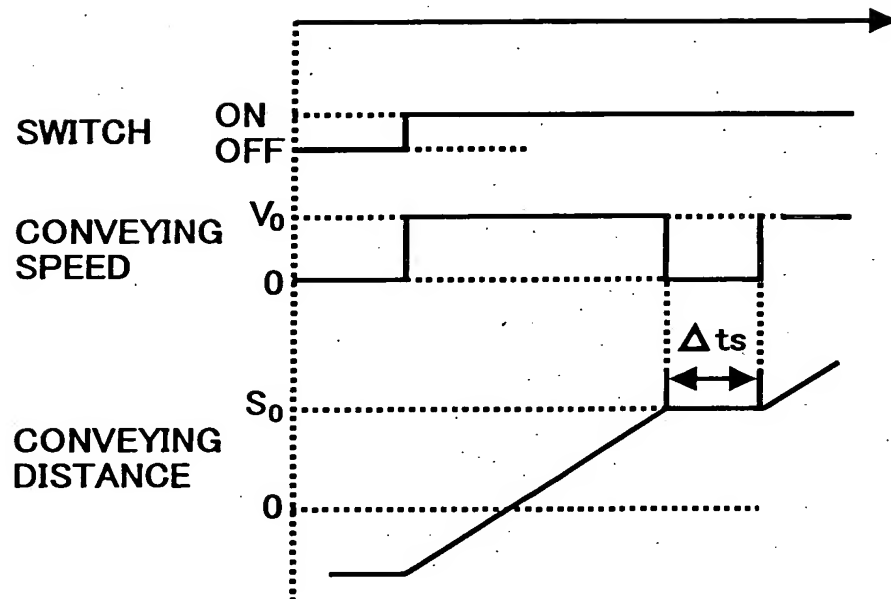 SWITCH
ON
OFF
CONVEYING
SPEED
V₀
0
Δts
CONVEYING
DISTANCE
S₀
0